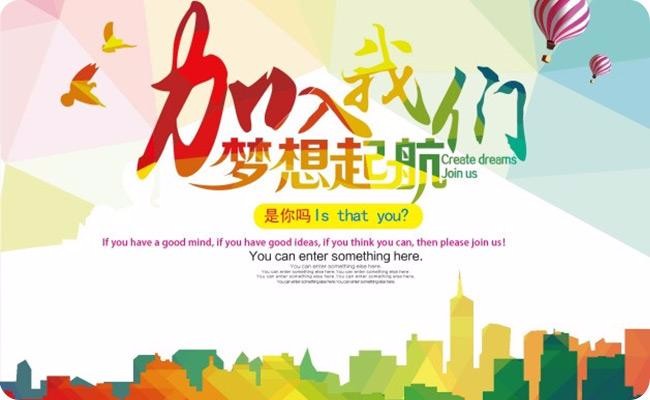 加入我们
梦想起航
Create dreams
Join us
是你吗Is that you?
If you have a good mind, if you have good ideas, if you think you can, then please join us!
You can enter something here.
You can enter something else here.
You can enter something else here. You can enter something else here.
You can enter something else here. You can enter something else here.
You can enter something else here. You can enter something else here.